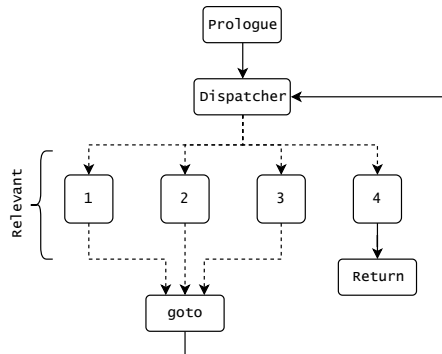 Prologue
Dispatcher
Relevant
1
2
3
4
Return
goto